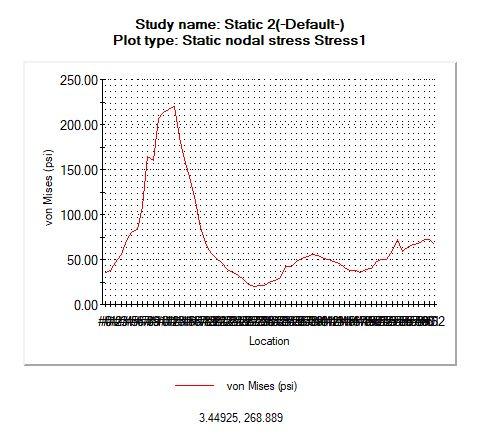 Study name: Static 2(-Default-)
Plot type: Static nodal stress Stress1
250.00
200.00
150.00
100.00
50.00
0.00
von Mises (psi)
Location
von Mises (psi)
3.44925, 268.889